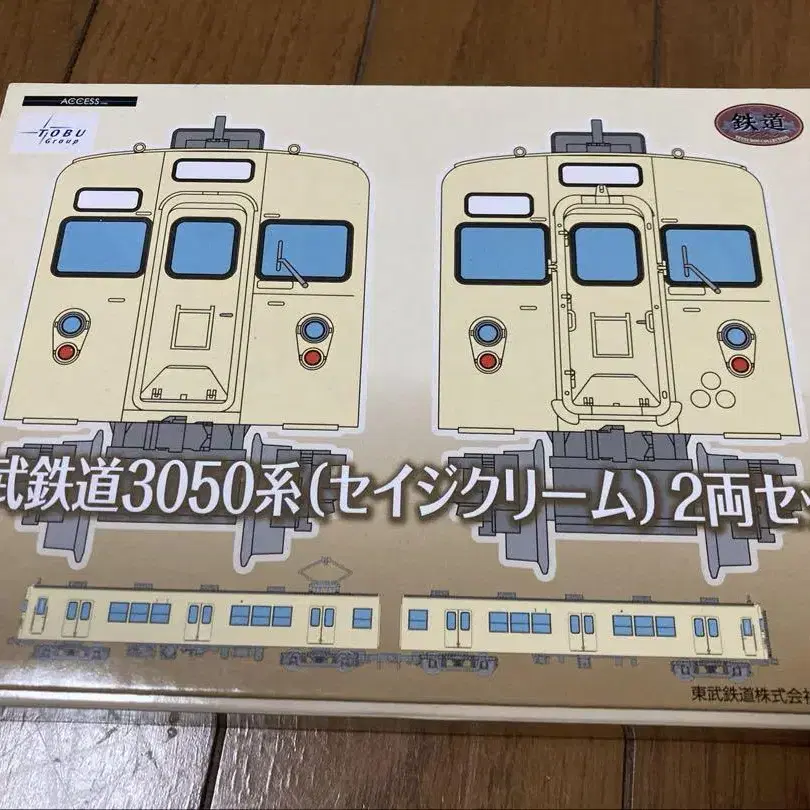 ACCESS
TOBU
Group
鉄道
武鉄道3050系(セイジクリーム) 2両セッ
東武鉄道株式会